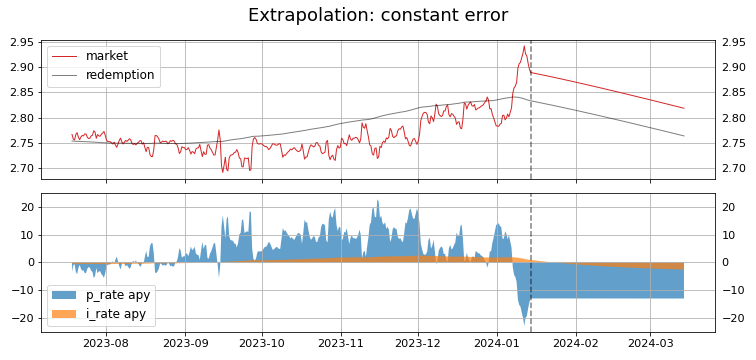 Extrapolation: constant error
2.95 2.95
2.90 2.90
2.85 2.85
2.80 2.80
2.75 2.75
2.70 2.70
market
redemption
20 20
10 10
0 0
−10 −10
−20 −20
p_rate apy
i_rate apy
2023-08 2023-09 2023-10 2023-11 2023-12 2024-01 2024-02 2024-03